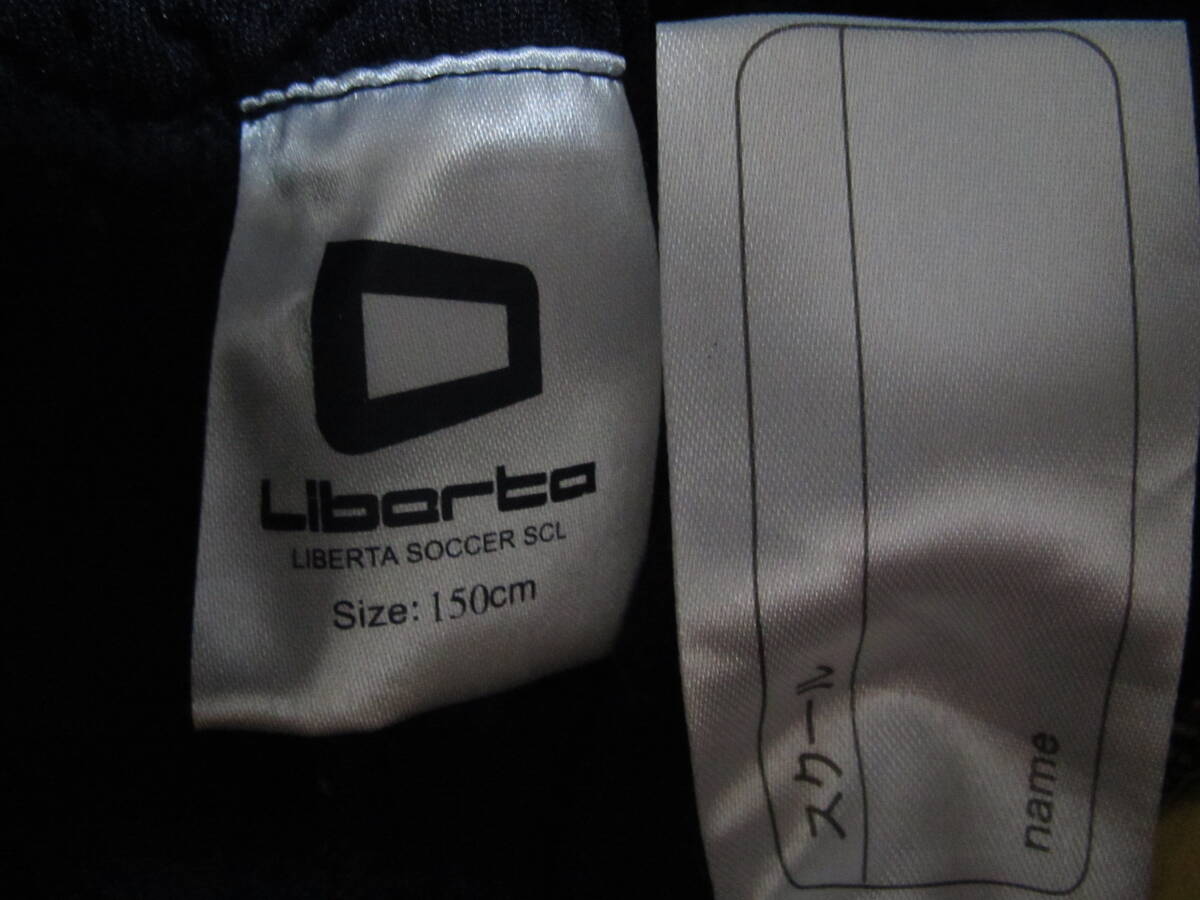 Liberta
LIBERTA SOCCER SCL
Size: 150cm
スクール
name